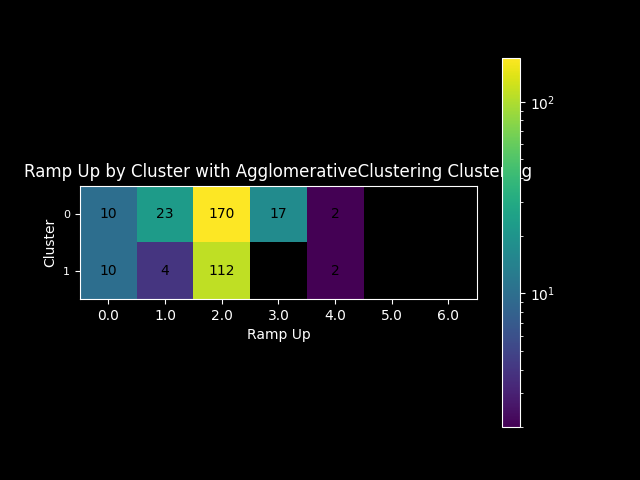 Ramp Up by Cluster with AgglomerativeClustering Clustering
10²
0 10 23 170 17 2
Cluster
1 10 4 112 2
10¹
0.0 1.0 2.0 3.0 4.0 5.0 6.0
Ramp Up